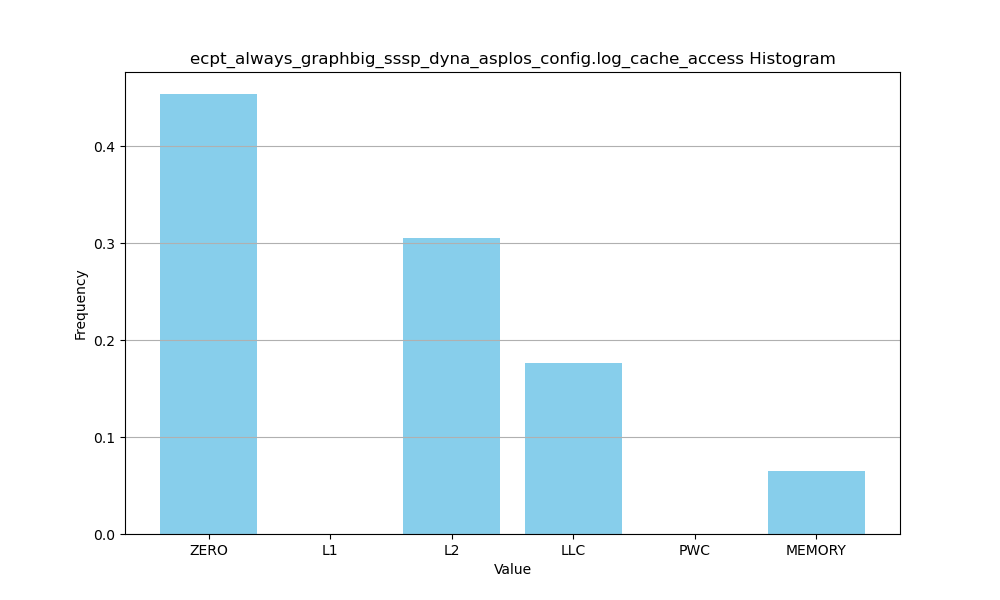 ecpt_always_graphbig_sssp_dyna_asplos_config.log_cache_access Histogram
Frequency
0.4
0.3
0.2
0.1
0.0
ZERO L1 L2 LLC PWC MEMORY
Value